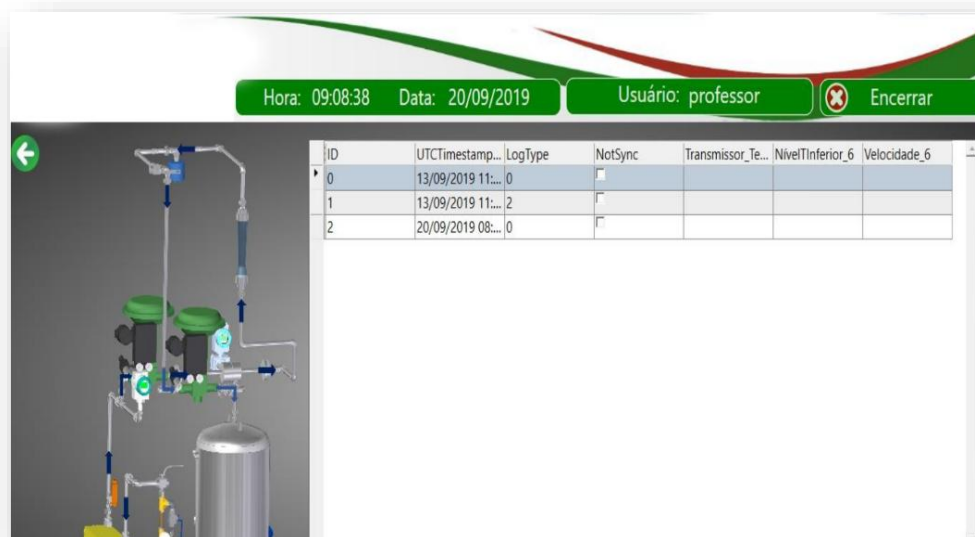 Hora: 09:08:38 Data: 20/09/2019 Usuário: professor Encerrar
ID UTCTimestamp... LogType NotSync Transmissor_Te... NívelTInferior_6 Velocidade_6
0 13/09/2019 11:... 0
1 13/09/2019 11:... 2
2 20/09/2019 08:... 0